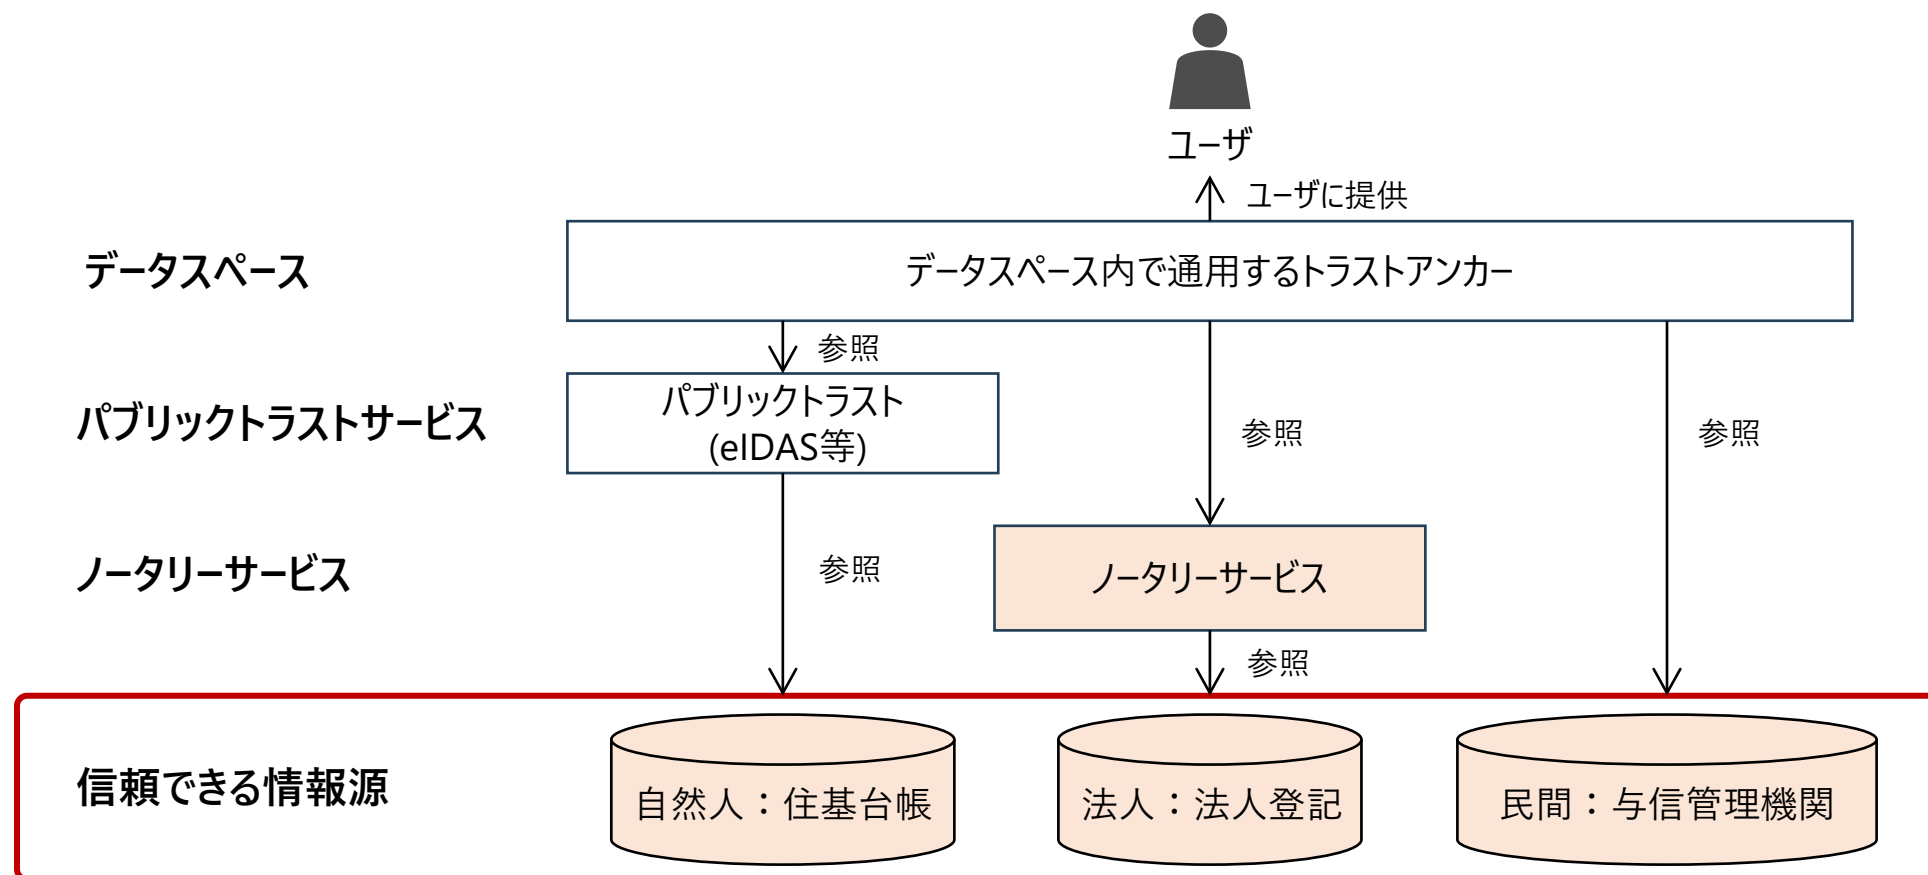 ユーザ
ユーザに提供
データスペース
データスペース内で通用するトラストアンカー
参照
パブリックトラストサービス
パブリックトラスト
(eIDAS等)
参照
参照
ノータリーサービス
参照
ノータリーサービス
参照
信頼できる情報源
自然人：住基台帳
法人：法人登記
民間：与信管理機関